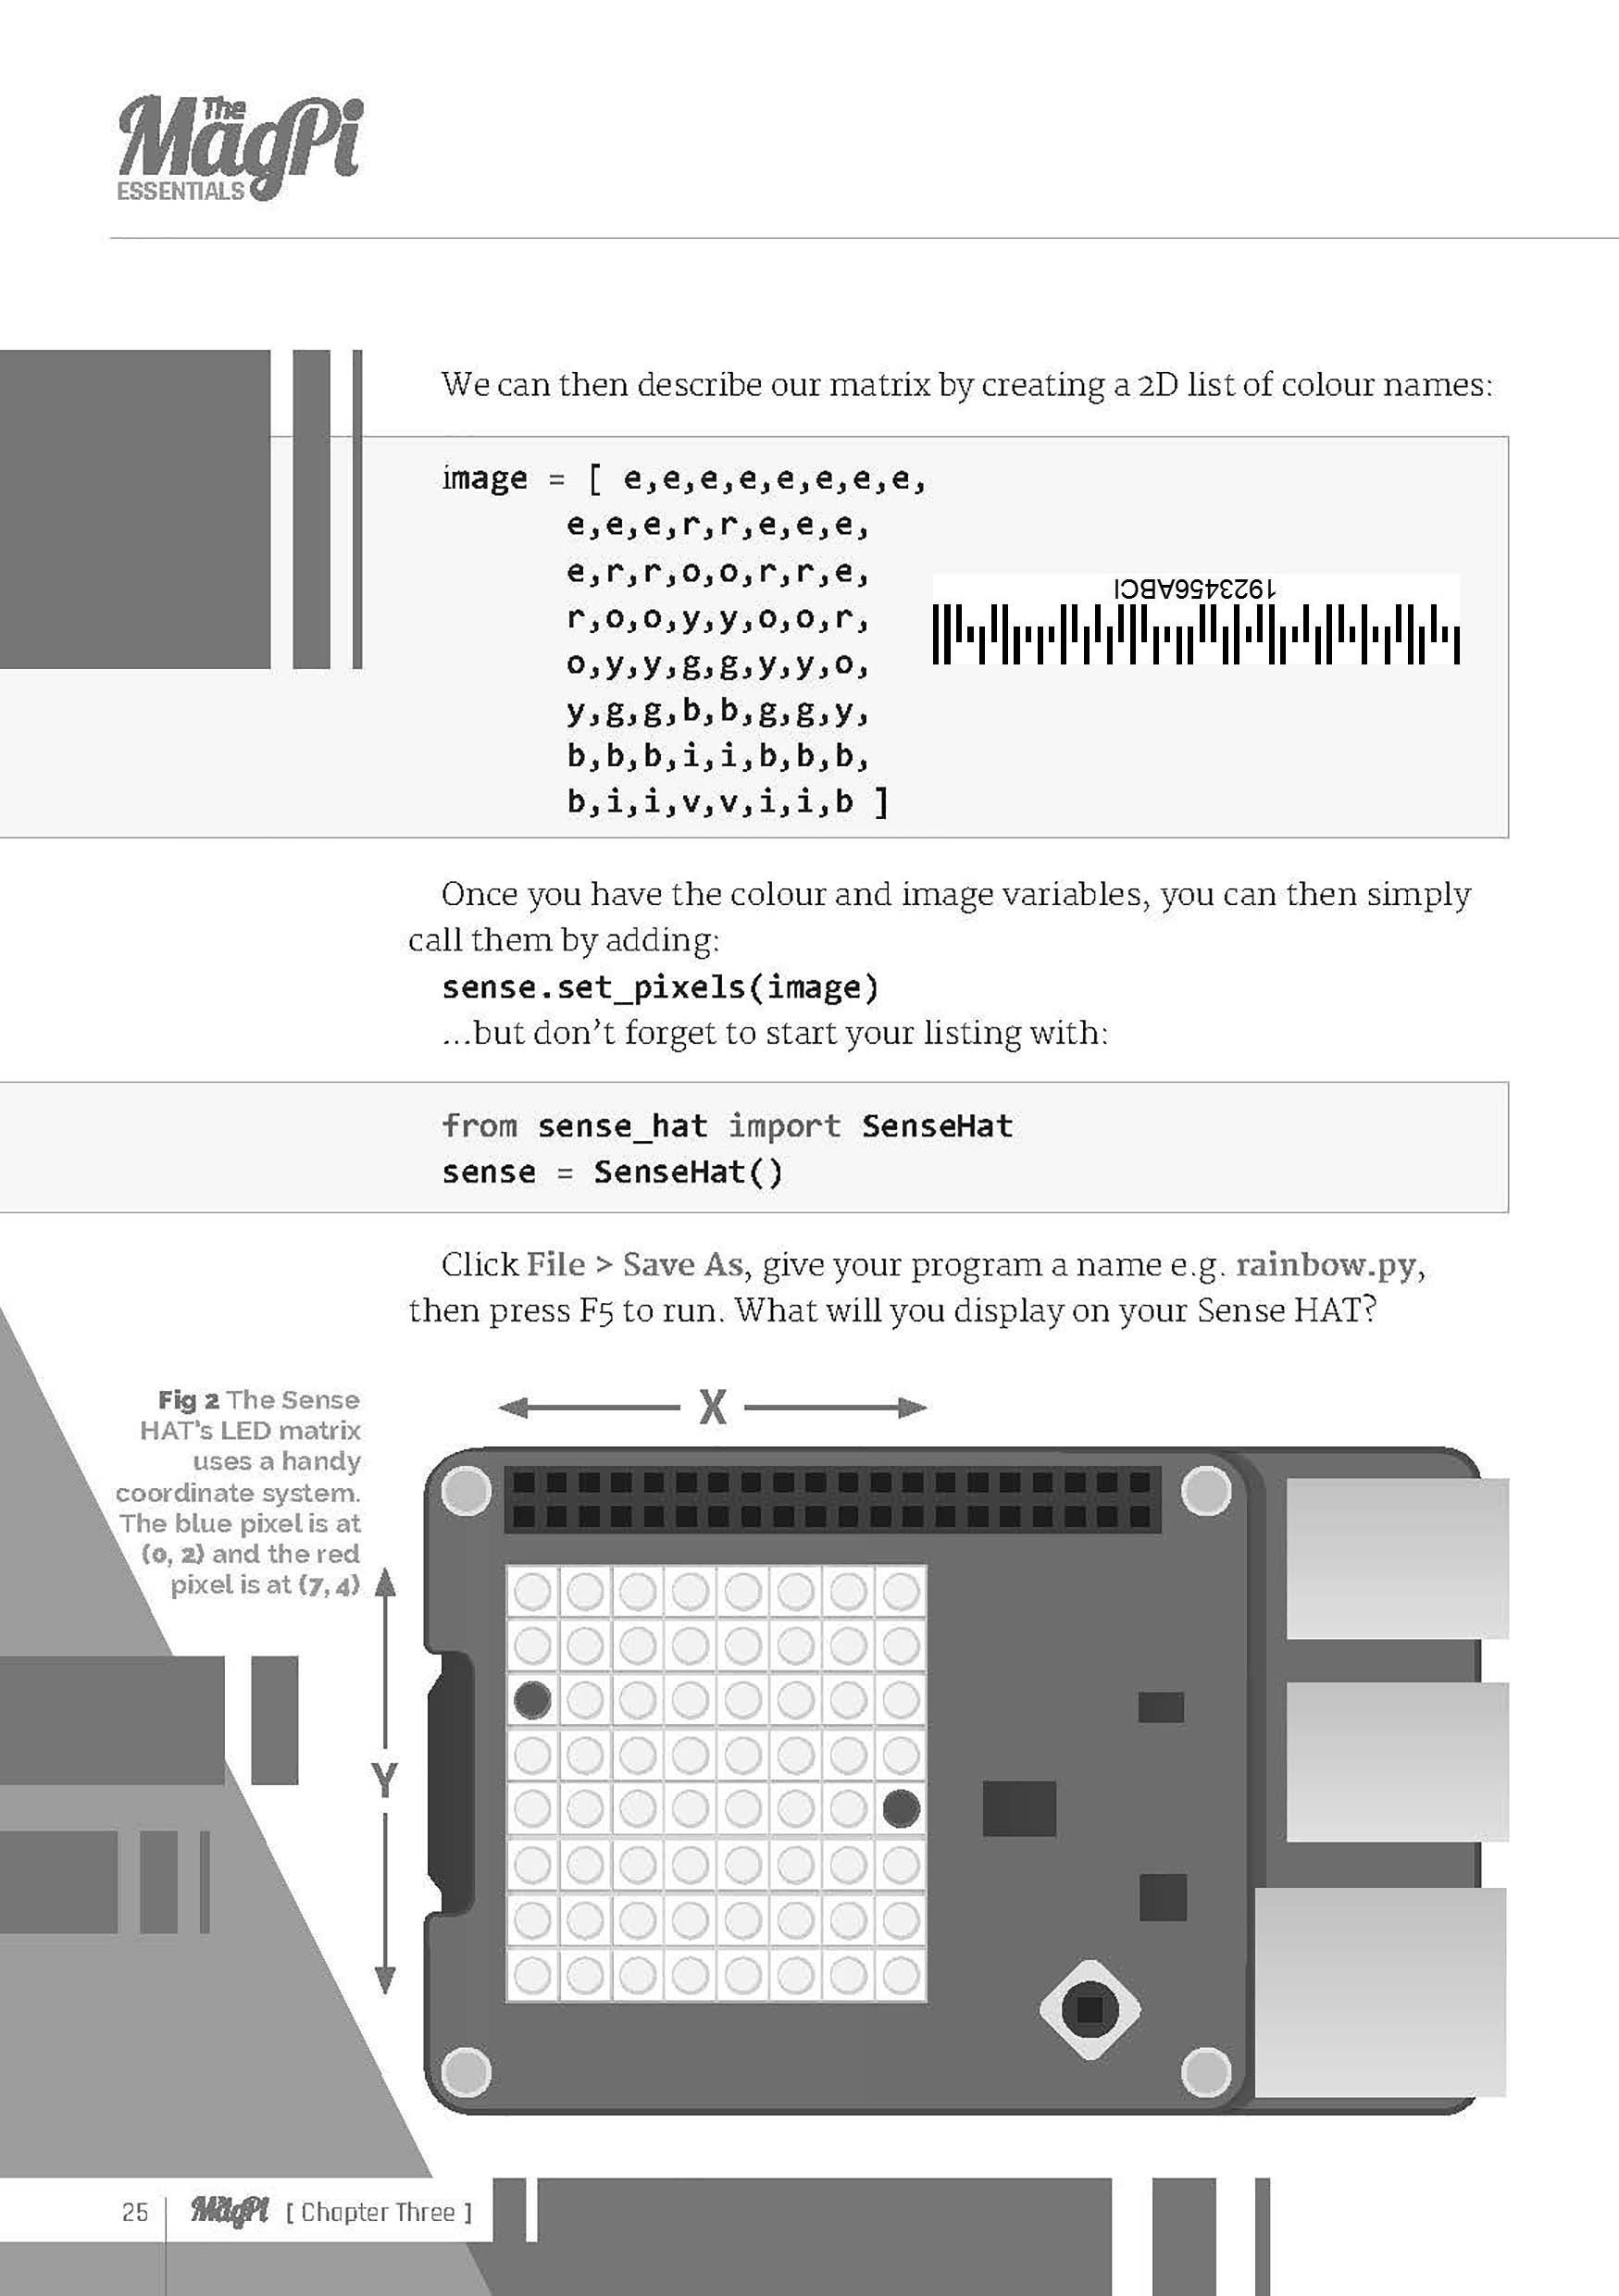 The MagPi
ESSENTIALS
We can then describe our matrix by creating a 2D list of colour names:
image = [ e,e,e,e,e,e,e,e,
e,e,e,r,r,e,e,e,
e,r,r,o,o,r,r,e,
r,o,o,y,y,o,o,r,
o,y,y,g,g,y,y,o,
y,g,g,b,b,g,g,y,
b,b,b,i,i,b,b,b,
b,i,i,v,v,i,i,b ]
1923456ABCI
Once you have the colour and image variables, you can then simply
call them by adding:
sense.set_pixels(image)
...but don't forget to start your listing with:
from sense_hat import SenseHat
sense = SenseHat()
Click File > Save As, give your program a name e.g. rainbow.py,
then press F5 to run. What will you display on your Sense HAT?
Fig 2 The Sense
HAT's LED matrix
uses a handy
coordinate system.
The blue pixel is at
(0, 2) and the red
pixel is at (7, 4)
X
Y
25 MagPi [ Chapter Three ]